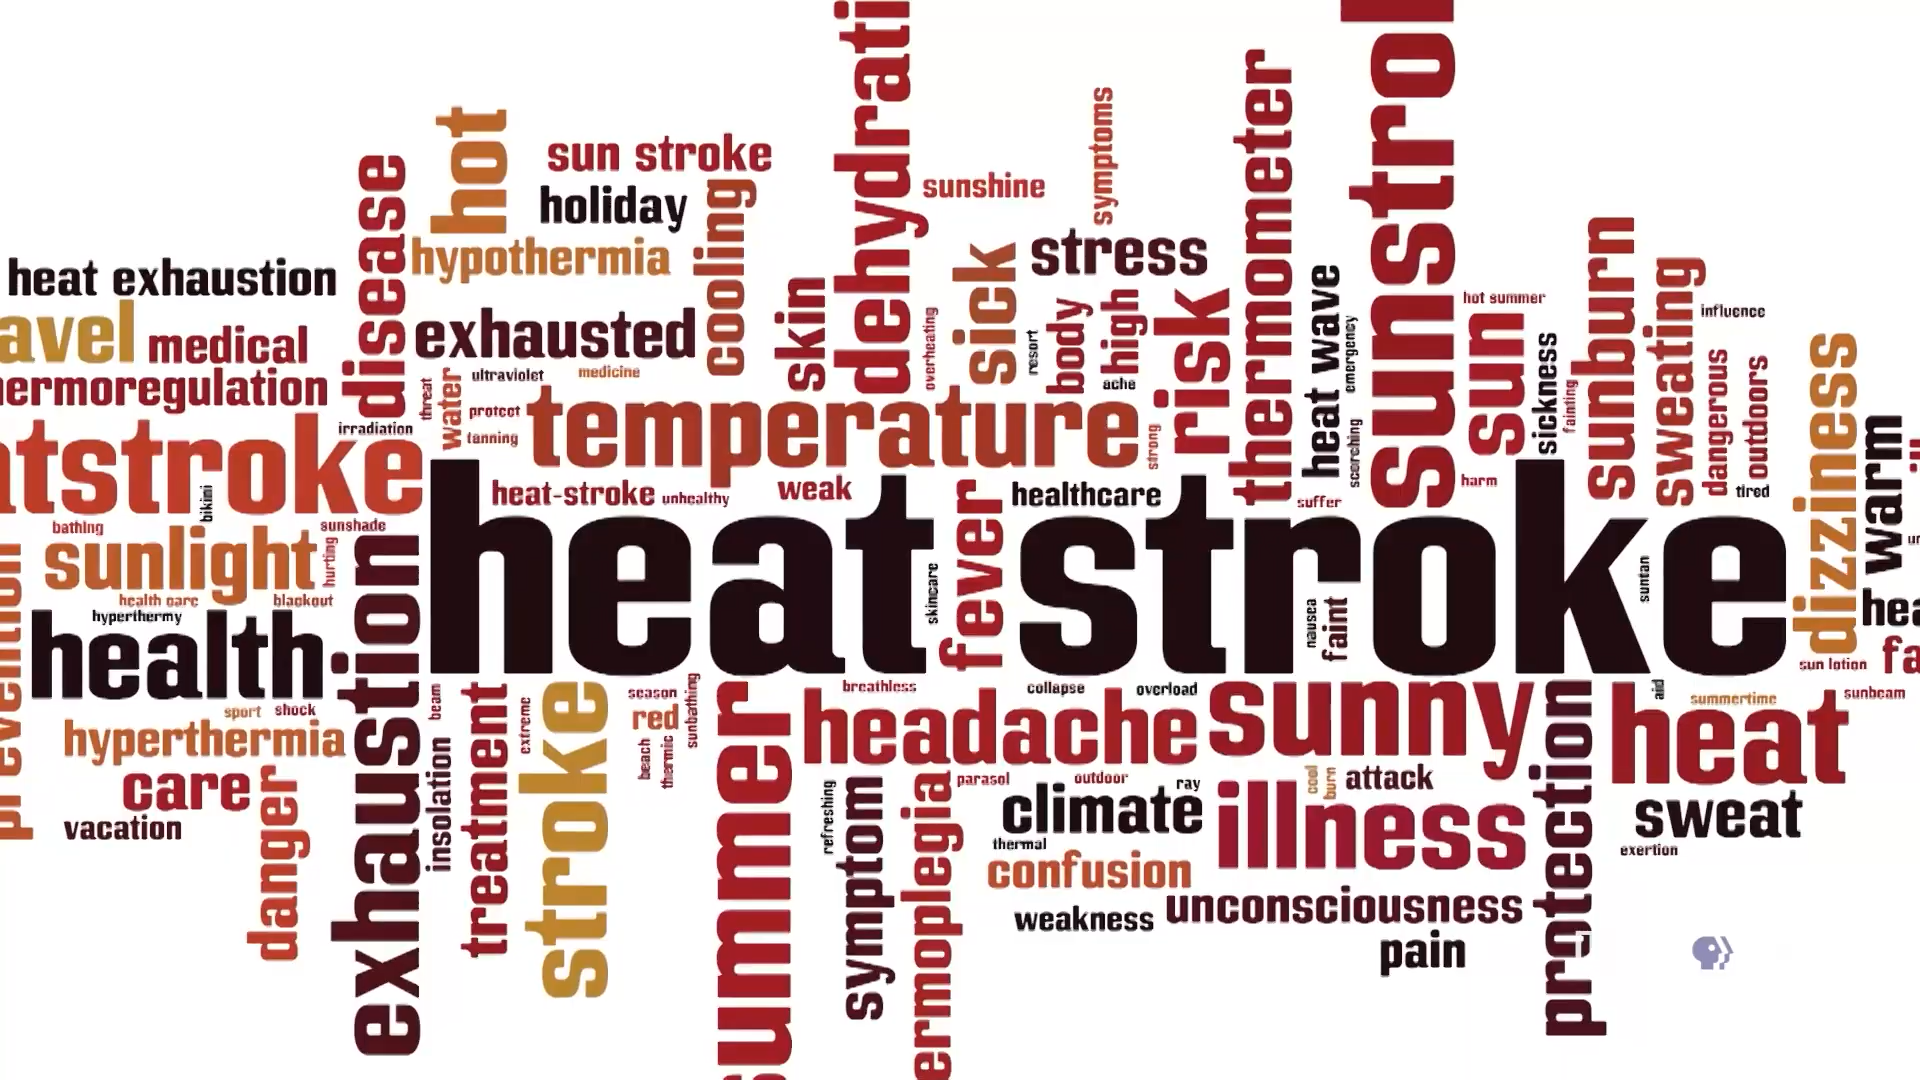 dehydrati
sunstrok
hot
symptoms
thermometer
sun stroke
disease
holiday
cooling
sunshine
hypothermia
sick
stress
heat exhaustion
skin
body
high
risk
heat wave
emergency
hot summer
sunburn
sweating
influence
avel
medical
exhausted
overheating
resort
sun
sickness
dizziness
ermoregulation
threat
water
ultraviolet
medicine
ache
fainting
dangerous
outdoors
irradiation
protect
tanning
temperature
strong
scorching
warm
atstroke
bikini
heat-stroke
unhealthy
weak
fever
healthcare
suffer
harm
tired
bathing
sunshade
sunlight
hurting
heat stroke
skincare
nausea
faint
suntan
prevention
health care
blackout
hyperthermy
health
exhaustion
hea
sun lotion
fa
sport
shock
beam
treatment
extreme
stroke
season
red
sunbathing
beach
thermic
summer
breathless
collapse
overload
headache
sunny
protection
aid
summertime
sunbeam
heat
hyperthermia
insolation
parasol
outdoor
ray
cool
burn
attack
care
danger
refreshing
symptom
ermoplegia
climate
illness
sweat
vacation
thermal
exertion
confusion
weakness
unconsciousness
pain